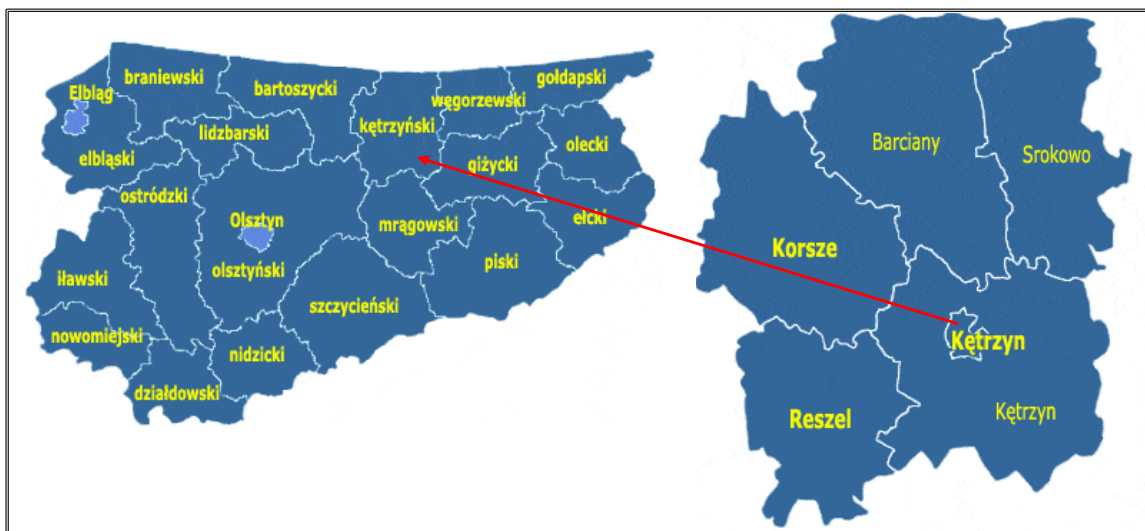 Elbląg
braniewski
bartoszycki
gołdapski
węgorzewski
kętrzyński
lidzbarski
elbląski
olecki
giżycki
ostródzki
ełcki
Olsztyn
mrągowski
olsztyński
piski
iławski
szczycieński
nowomiejski
nidzicki
działdowski
Barciany
Srokowo
Korsze
Kętrzyn
Reszel
Kętrzyn